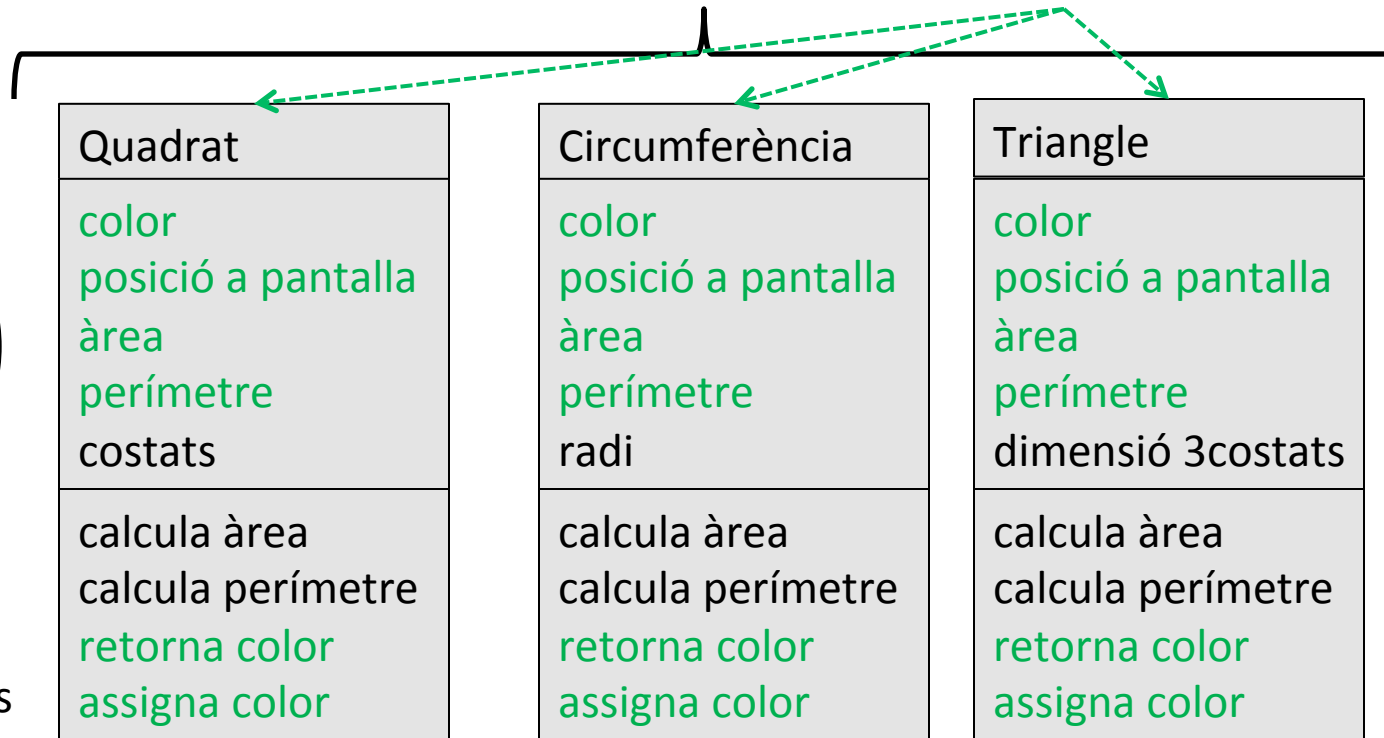 Quadrat
color
posició a pantalla
àrea
perímetre
costats
calcula àrea
calcula perímetre
retorna color
assigna color
Circumferència
color
posició a pantalla
àrea
perímetre
radi
calcula àrea
calcula perímetre
retorna color
assigna color
Triangle
color
posició a pantalla
àrea
perímetre
dimensió 3costats
calcula àrea
calcula perímetre
retorna color
assigna color